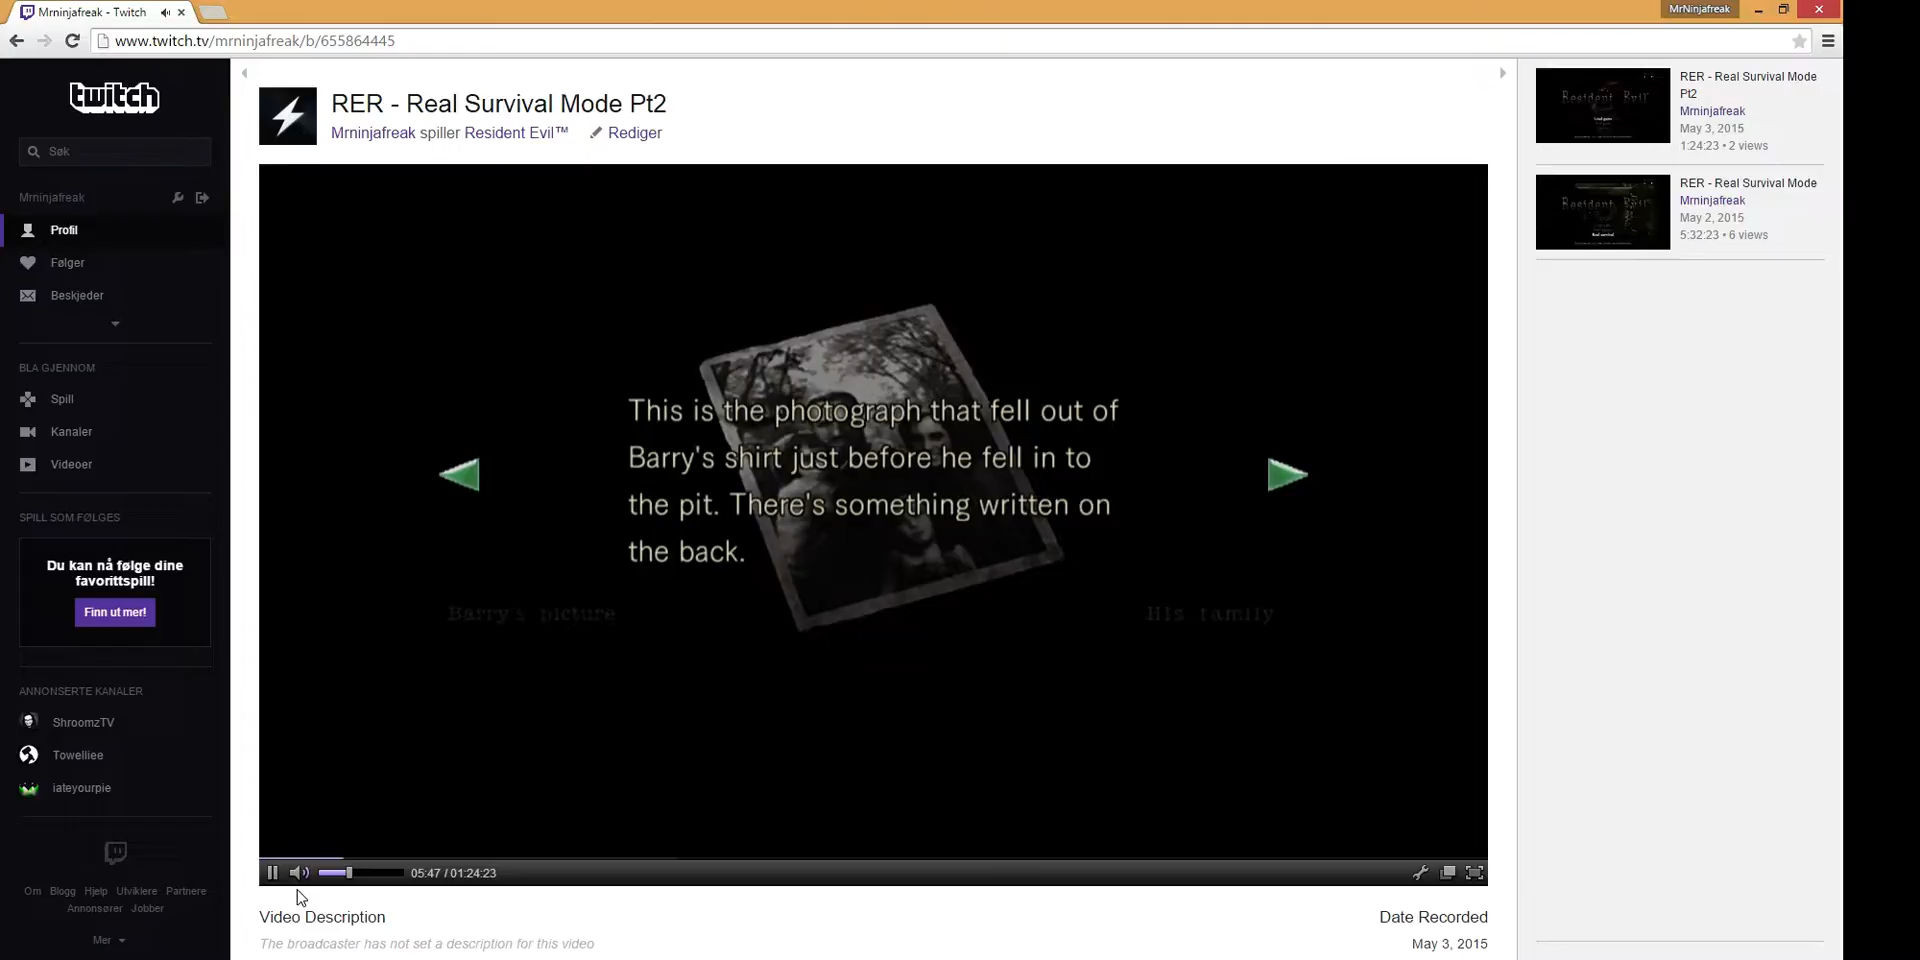 Mrninjafreak - Twitch
MrNinjafreak
www.twitch.tv/mrninjafreak/b/655864445
twitch
Søk
Mrninjafreak
Profil
Følger
Beskjeder
BLA GJENNOM
Spill
Kanaler
Videoer
SPILL SOM FØLGES
Du kan nå følge dine
favorittspill!
Finn ut mer!
ANNONSERTE KANALER
ShroomzTV
Towelliee
iateyourpie
Om Blogg Hjelp Utviklere Partnere
Annonsører Jobber
Mer
RER - Real Survival Mode Pt2
Mrninjafreak spiller Resident Evil™ Rediger
This is the photograph that fell out of
Barry's shirt just before he fell in to
the pit. There's something written on
the back.
Barry's picture
His family
05:47 / 01:24:23
Video Description
Date Recorded
The broadcaster has not set a description for this video
May 3, 2015
Resident Evil
RER - Real Survival Mode
Pt2
Mrninjafreak
May 3, 2015
1:24:23 • 2 views
Resident Evil
RER - Real Survival Mode
Mrninjafreak
May 2, 2015
5:32:23 • 6 views